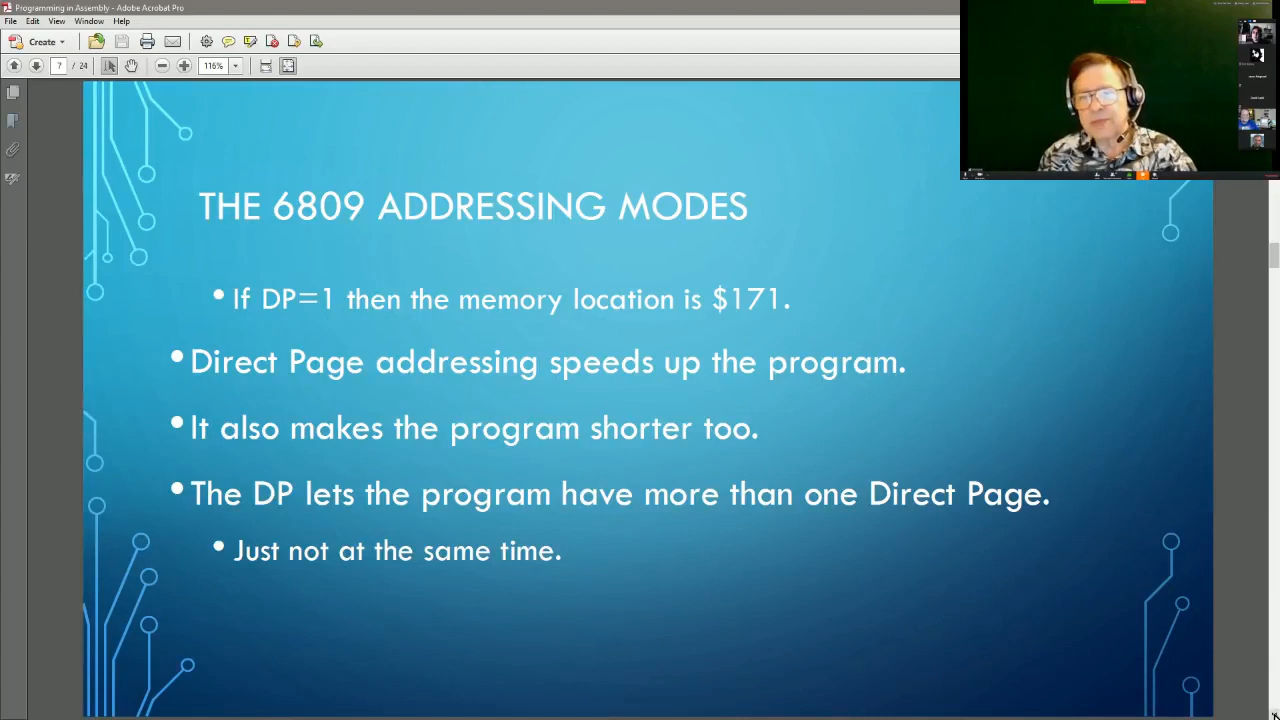 Programming in Assembly - Adobe Acrobat Pro
File Edit View Window Help
Create
7 / 24
116%
THE 6809 ADDRESSING MODES
• If DP=1 then the memory location is $171.
• Direct Page addressing speeds up the program.
• It also makes the program shorter too.
• The DP lets the program have more than one Direct Page.
• Just not at the same time.